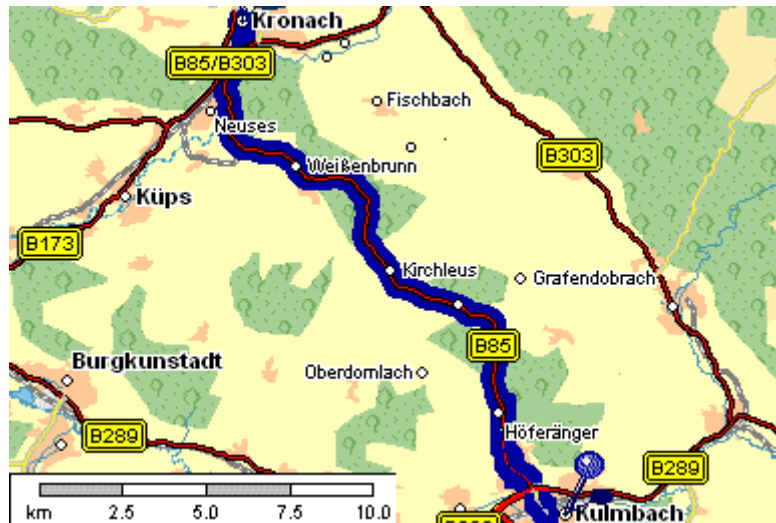 Kronach
B85/B303
Fischbach
Neuses
B303
Weißenbrunn
Küps
B173
Kirchleus
Grafendobrach
B85
Burgkunstadt
Oberdornlach
Höferänger
B289
B289
km 2.5 5.0 7.5 10.0
Kulmbach